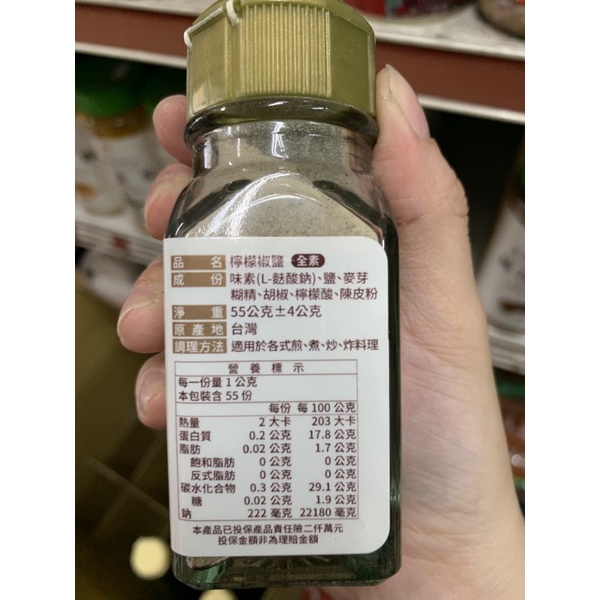 品名 檸檬椒鹽 全素
成份 味素(L-麩酸鈉)、鹽、麥芽
糊精、胡椒、檸檬酸、陳皮粉
淨重 55公克±4公克
原產地 台灣
調理方法 適用於各式煎、煮、炒、炸料理
營養標示
每一份量 1 公克
本包裝含 55 份
每份 每 100 公克
熱量 2 大卡 203 大卡
蛋白質 0.2 公克 17.8 公克
脂肪 0.02 公克 1.7 公克
飽和脂肪 0 公克 0 公克
反式脂肪 0 公克 0 公克
碳水化合物 0.3 公克 29.1 公克
糖 0.02 公克 1.9 公克
鈉 222 毫克 22180 毫克
本產品已投保產品責任險二仟萬元
投保金額非為理賠金額